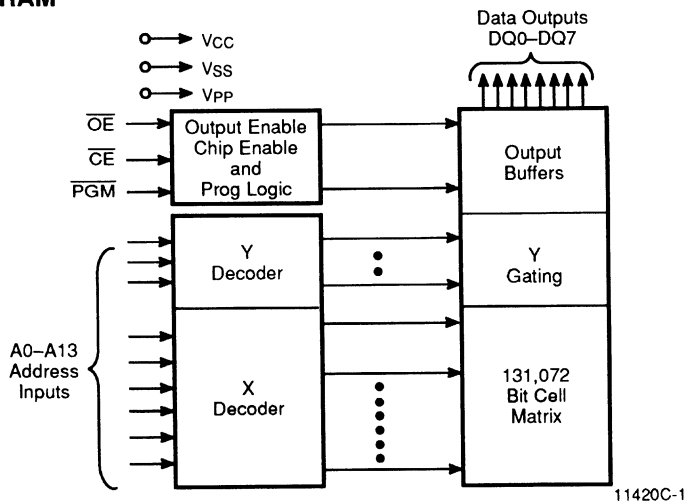 RAM
Data Outputs
DQ0–DQ7
VCC
VSS
VPP
OE
CE
PGM
Output Enable
Chip Enable
and
Prog Logic
Output
Buffers
Y
Decoder
Y
Gating
A0–A13
Address
Inputs
X
Decoder
131,072
Bit Cell
Matrix
11420C-1